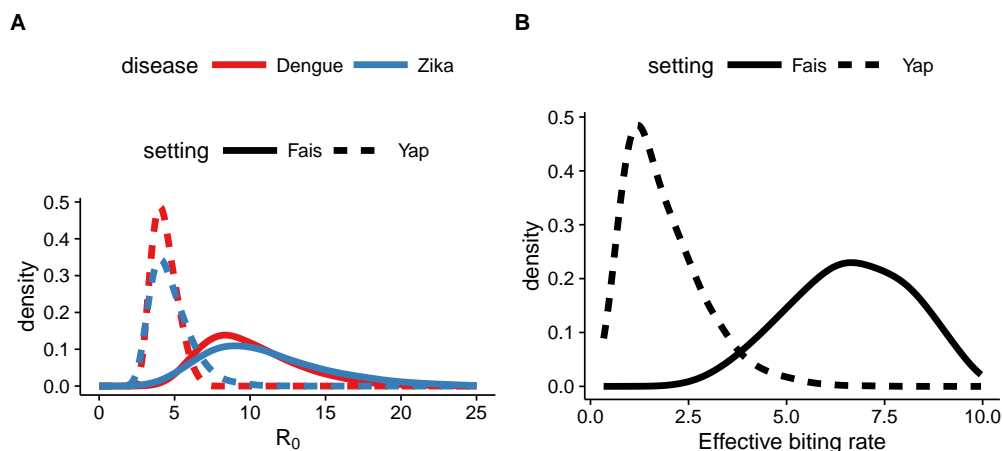 A
disease Dengue Zika
setting Fais Yap
0.5
0.4
0.3
0.2
0.1
0.0
density
0 5 10 15 20 25
R0
B
setting Fais Yap
0.5
0.4
0.3
0.2
0.1
0.0
density
2.5 5.0 7.5 10.0
Effective biting rate